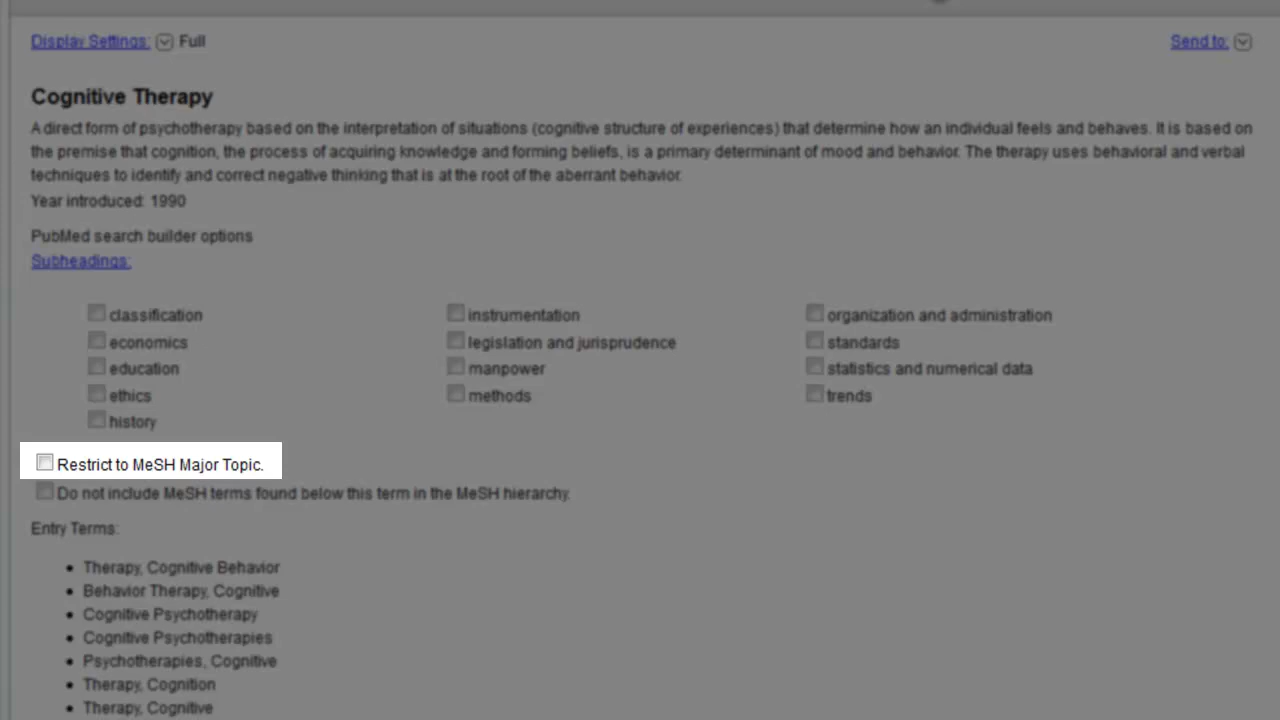 Display Settings: Full Send to:
Cognitive Therapy
A direct form of psychotherapy based on the interpretation of situations (cognitive structure of experiences) that determine how an individual feels and behaves. It is based on
the premise that cognition, the process of acquiring knowledge and forming beliefs, is a primary determinant of mood and behavior. The therapy uses behavioral and verbal
techniques to identify and correct negative thinking that is at the root of the aberrant behavior.
Year introduced: 1990
PubMed search builder options
Subheadings:
classification instrumentation organization and administration
economics legislation and jurisprudence standards
education manpower statistics and numerical data
ethics methods trends
history
Restrict to MeSH Major Topic.
Do not include MeSH terms found below this term in the MeSH hierarchy.
Entry Terms:
Therapy, Cognitive Behavior
Behavior Therapy, Cognitive
Cognitive Psychotherapy
Cognitive Psychotherapies
Psychotherapies, Cognitive
Therapy, Cognition
Therapy, Cognitive